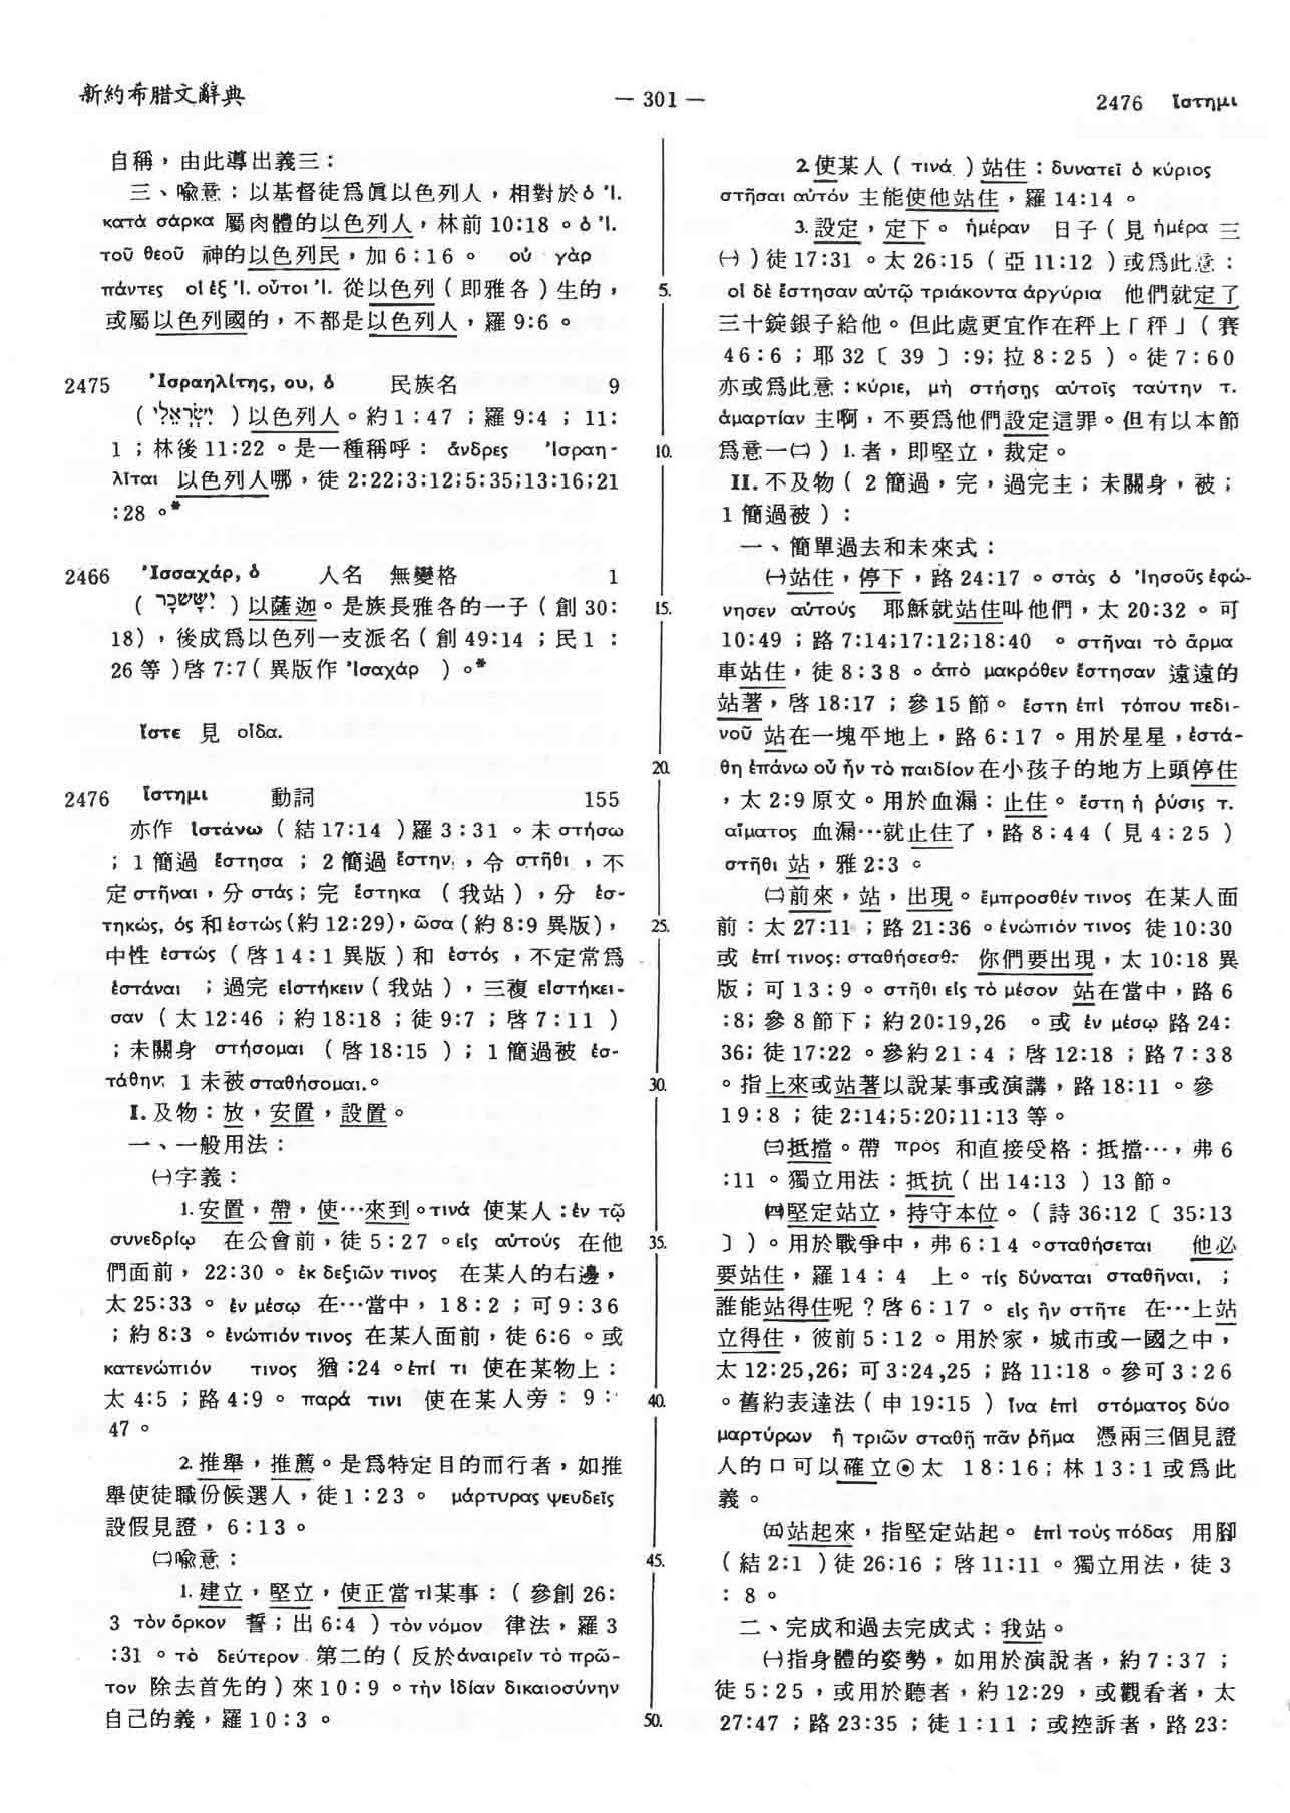 新約希腊文辭典
— 301 —
2476 ἵστημι
自稱，由此導出義三：
三、喩意：以基督徒爲眞以色列人，相對於ὁ Ἰ.
κατὰ σάρκα 屬肉體的以色列人，林前 10:18 。ὁ Ἰ.
τοῦ θεοῦ 神的以色列民，加 6:16 。 οὐ γὰρ
πάντες οἱ ἐξ Ἰ. οὗτοι Ἰ. 從以色列（即雅各）生的，
或屬以色列國的，不都是以色列人，羅 9:6 。
2475 Ἰσραηλίτης, ου, ὁ 民族名 9
（ יִשְׂרְאֵלִי ）以色列人。約 1:47 ；羅 9:4 ； 11:
1 ；林後 11:22 。是一種稱呼： ἄνδρες Ἰσραη-
λῖται 以色列人哪，徒 2:22;3:12;5:35;13:16;21
:28 。*
2466 Ἰσσαχάρ, ὁ 人名 無變格 1
（ יִשָּׂשכָר ）以薩迦。是族長雅各的一子（創 30:
18），後成爲以色列一支派名（創 49:14 ；民 1 :
26 等）啓 7:7（異版作 Ἰσαχάρ ）。*
ἴστε 見 οἶδα.
2476 ἵστημι 動詞 155
亦作 ἱστάνω （結 17:14 ）羅 3:31 。未 στήσω
；1 簡過 ἔστησα ；2 簡過 ἔστην ，令 στῆθι ，不
定 στῆναι，分 στάς；完 ἕστηκα （我站），分 ἑσ-
τηκώς, ός 和 ἑστώς（約 12:29），ῶσα（約 8:9 異版），
中性 ἑστώς（啓 14:1 異版）和 ἑστός ，不定常爲
ἑστάναι ；過完 εἱστήκειν（我站），三複 εἱστήκει-
σαν （太 12:46 ；約 18:18 ；徒 9:7 ；啓 7:11 ）
；未關身 στήσομαι （啓 18:15 ）；1 簡過被 ἐσ-
τάθην; 1 未被 σταθήσομαι.。
I. 及物：放，安置，設置。
一、一般用法：
㈠字義：
1. 安置，帶，使…來到。τινά 使某人：ἐν τῷ
συνεδρίῳ 在公會前，徒 5:27 。εἰς αὐτούς 在他
們面前， 22:30 。 ἐκ δεξιῶν τινος 在某人的右邊，
太 25:33 。 ἐν μέσῳ 在…當中， 18:2 ；可 9:36
；約 8:3 。ἐνώπιόν τινος 在某人面前，徒 6:6 。或
κατενώπιόν τινος 猶 :24 。ἐπί τι 使在某物上：
太 4:5 ；路 4:9 。 παρά τινι 使在某人旁： 9 :
47 。
2. 推舉，推薦。是爲特定目的而行者，如推
舉使徒職份候選人，徒 1:23 。 μάρτυρας ψευδεῖς
設假見證， 6:13 。
㈡喩意：
1. 建立，堅立，使正當 τὶ某事：（參創 26:
3 τὸν ὅρκον 誓；出 6:4 ）τὸν νόμον 律法，羅 3
:31 。τὸ δεύτερον 第二的（反於ἀναιρεῖν τὸ πρῶ-
τον 除去首先的）來 10:9 。τὴν ἰδίαν δικαιοσύνην
自己的義，羅 10:3 。
5.
10.
15.
20.
25.
30.
35.
40.
45.
50.
2. 使某人（ τινά ）站住：δυνατεῖ ὁ κύριος
στῆσαι αὐτόν 主能使他站住，羅 14:14 。
3. 設定，定下。 ἡμέραν 日子（見 ἡμέρα 三
㈠）徒 17:31 。太 26:15 （亞 11:12 ）或爲此意：
οἱ δὲ ἔστησαν αὐτῷ τριάκοντα ἀργύρια 他們就定了
三十錠銀子給他。但此處更宜作在秤上「秤」（賽
46:6 ；耶 32〔 39 〕:9; 拉 8:25 ）。徒 7:60
亦或爲此意：κύριε, μὴ στήσῃς αὐτοῖς ταύτην τ.
ἁμαρτίαν 主啊，不要爲他們設定這罪。但有以本節
爲意一㈡）1. 者，即堅立，裁定。
II. 不及物（ 2 簡過，完，過完主；未關身，被；
1 簡過被）：
一、簡單過去和未來式：
㈠站住，停下，路 24:17 。στὰς ὁ Ἰησοῦς ἐφώ-
νησεν αὐτούς 耶穌就站住叫他們，太 20:32 。可
10:49 ；路 7:14;17:12;18:40 。στῆναι τὸ ἅρμα
車站住，徒 8:38 。ἀπὸ μακρόθεν ἔστησαν 遠遠的
站著，啓 18:17 ；參 15 節。 ἔστη ἐπὶ τόπου πεδι-
νοῦ 站在一塊平地上，路 6:17 。用於星星，ἐστά-
θη ἐπάνω οὗ ἦν τὸ παιδίον 在小孩子的地方上頭停住
，太 2:9 原文。用於血漏：止住。 ἔστη ἡ ῥύσις τ.
αἵματος 血漏…就止住了，路 8:44（見 4:25 ）
στῆθι 站，雅 2:3 。
㈡前來，站，出現。ἔμπροσθέν τινος 在某人面
前：太 27:11 ；路 21:36 。ἐνώπιόν τινος 徒 10:30
或 ἐπί τινος: σταθήσεσθε 你們要出現，太 10:18 異
版；可 13:9 。στῆθι εἰς τὸ μέσον 站在當中，路 6
:8; 參 8 節下；約 20:19,26 。或 ἐν μέσῳ 路 24:
36; 徒 17:22 。參約 21:4 ；啓 12:18 ；路 7:38
。指上來或站著以說某事或演講，路 18:11 。參
19:8 ；徒 2:14;5:20;11:13 等。
㈢抵擋。帶 πρὸς 和直接受格：抵擋…，弗 6
:11 。獨立用法：抵抗（出 14:13 ）13 節。
㈣堅定站立，持守本位。（詩 36:12〔 35:13
〕）。用於戰爭中，弗 6:14 。σταθήσεται 他必
要站住，羅 14:4 上。τίς δύναται σταθῆναι, ;
誰能站得住呢？啓 6:17 。εἰς ἣν στῆτε 在…上站
立得住，彼前 5:12 。用於家，城市或一國之中，
太 12:25,26; 可 3:24,25 ；路 11:18 。參可 3:26
。舊約表達法（申 19:15 ）ἵνα ἐπὶ στόματος δύο
μαρτύρων ἢ τριῶν σταθῇ πᾶν ῥῆμα 憑兩三個見證
人的口可以確立⊙太 18:16; 林 13:1 或爲此
義。
㈤站起來，指堅定站起。ἐπὶ τοὺς πόδας 用腳
（結 2:1 ）徒 26:16 ；啓 11:11 。獨立用法，徒 3
: 8 。
二、完成和過去完成式：我站。
㈠指身體的姿勢，如用於演說者，約 7:37 ；
徒 5:25 ，或用於聽者，約 12:29 ，或觀看者，太
27:47 ；路 23:35 ；徒 1:11 ；或控訴者，路 23: